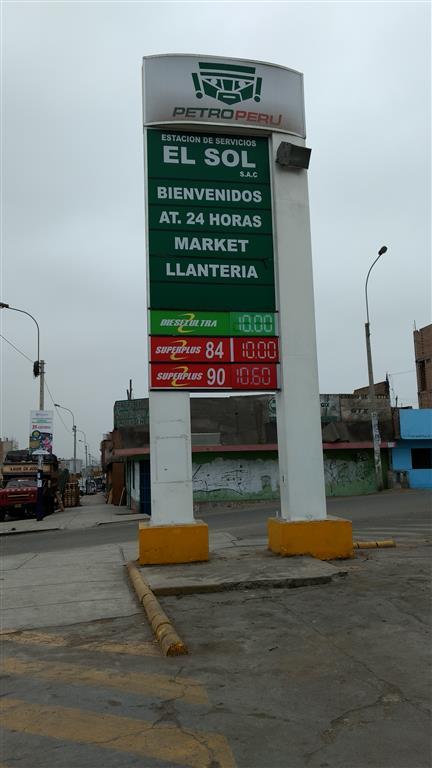 PETROPERU
ESTACION DE SERVICIOS
EL SOL
S.A.C
BIENVENIDOS
AT. 24 HORAS
MARKET
LLANTERIA
DIESEL ULTRA 10.00
SUPERPLUS 84 10.00
SUPERPLUS 90 10.60